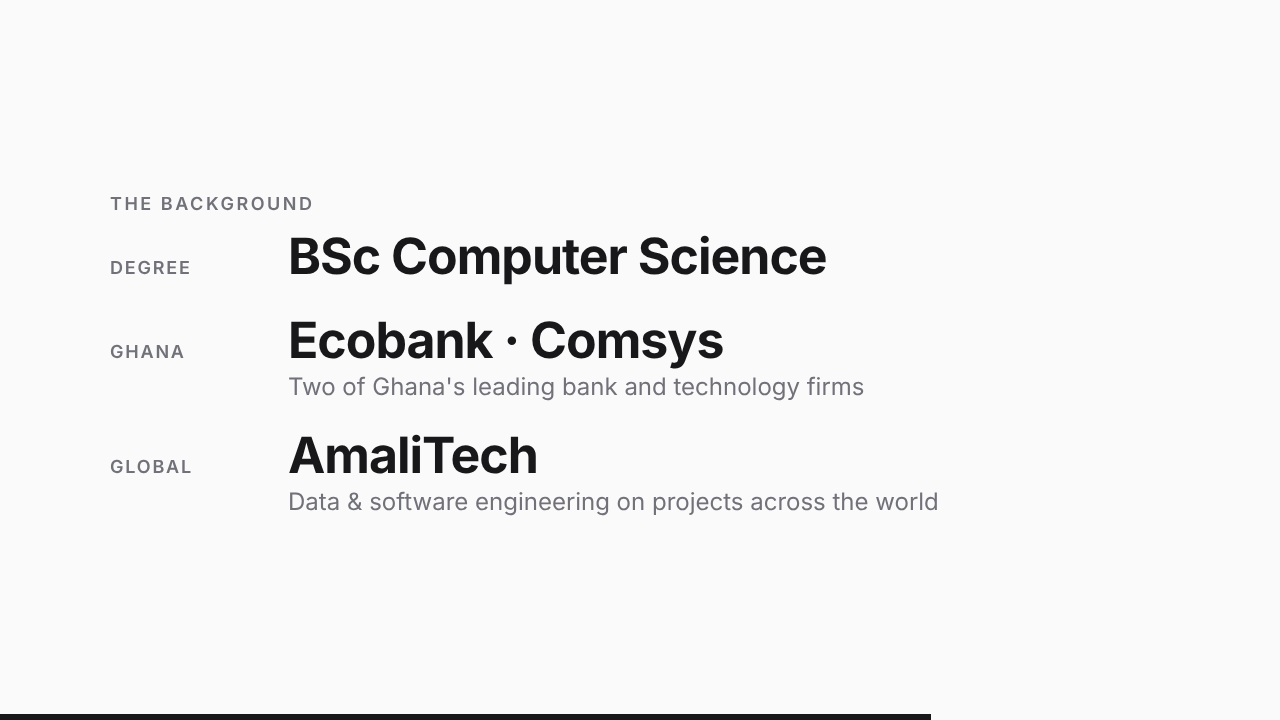 THE BACKGROUND
DEGREE BSc Computer Science
GHANA Ecobank · Comsys
Two of Ghana's leading bank and technology firms
GLOBAL AmaliTech
Data & software engineering on projects across the world